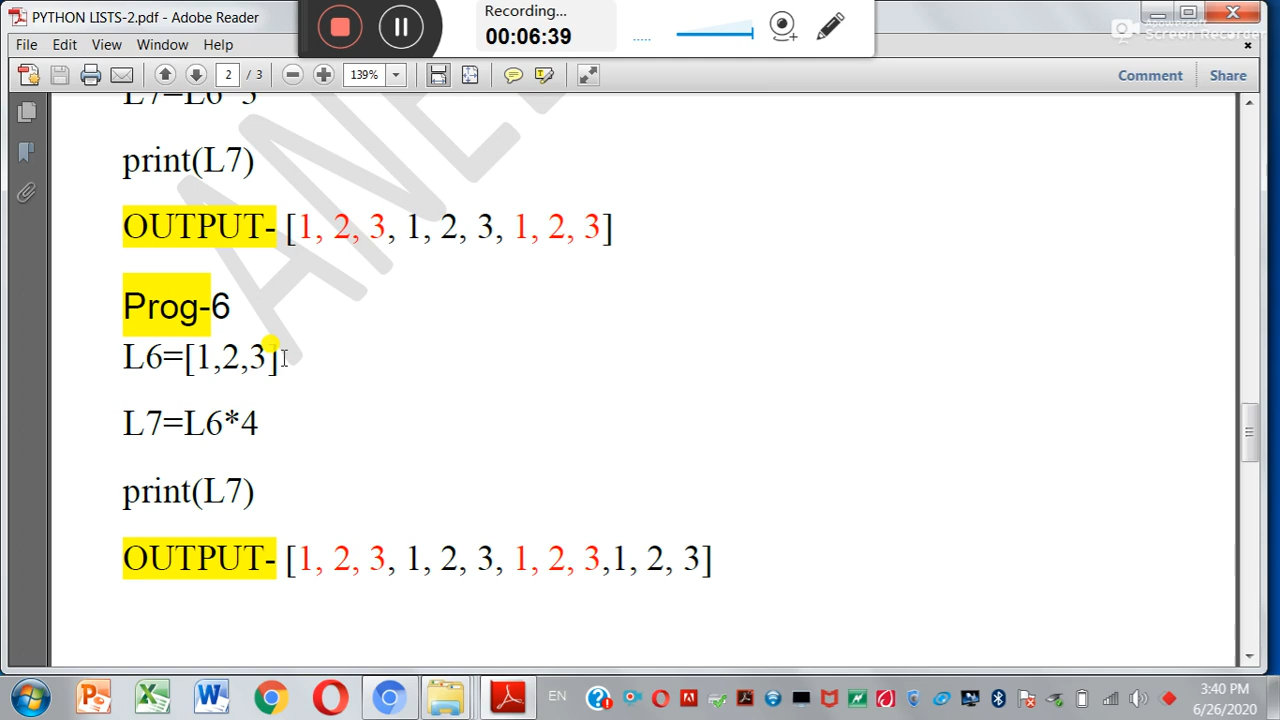 PYTHON LISTS-2.pdf - Adobe Reader
Recording...
00:06:39
File Edit View Window Help
2 / 3 139% Comment Share
print(L7)
OUTPUT- [1, 2, 3, 1, 2, 3, 1, 2, 3]
Prog-6
L6=[1,2,3]
L7=L6*4
print(L7)
OUTPUT- [1, 2, 3, 1, 2, 3, 1, 2, 3,1, 2, 3]
EN
3:40 PM
6/26/2020